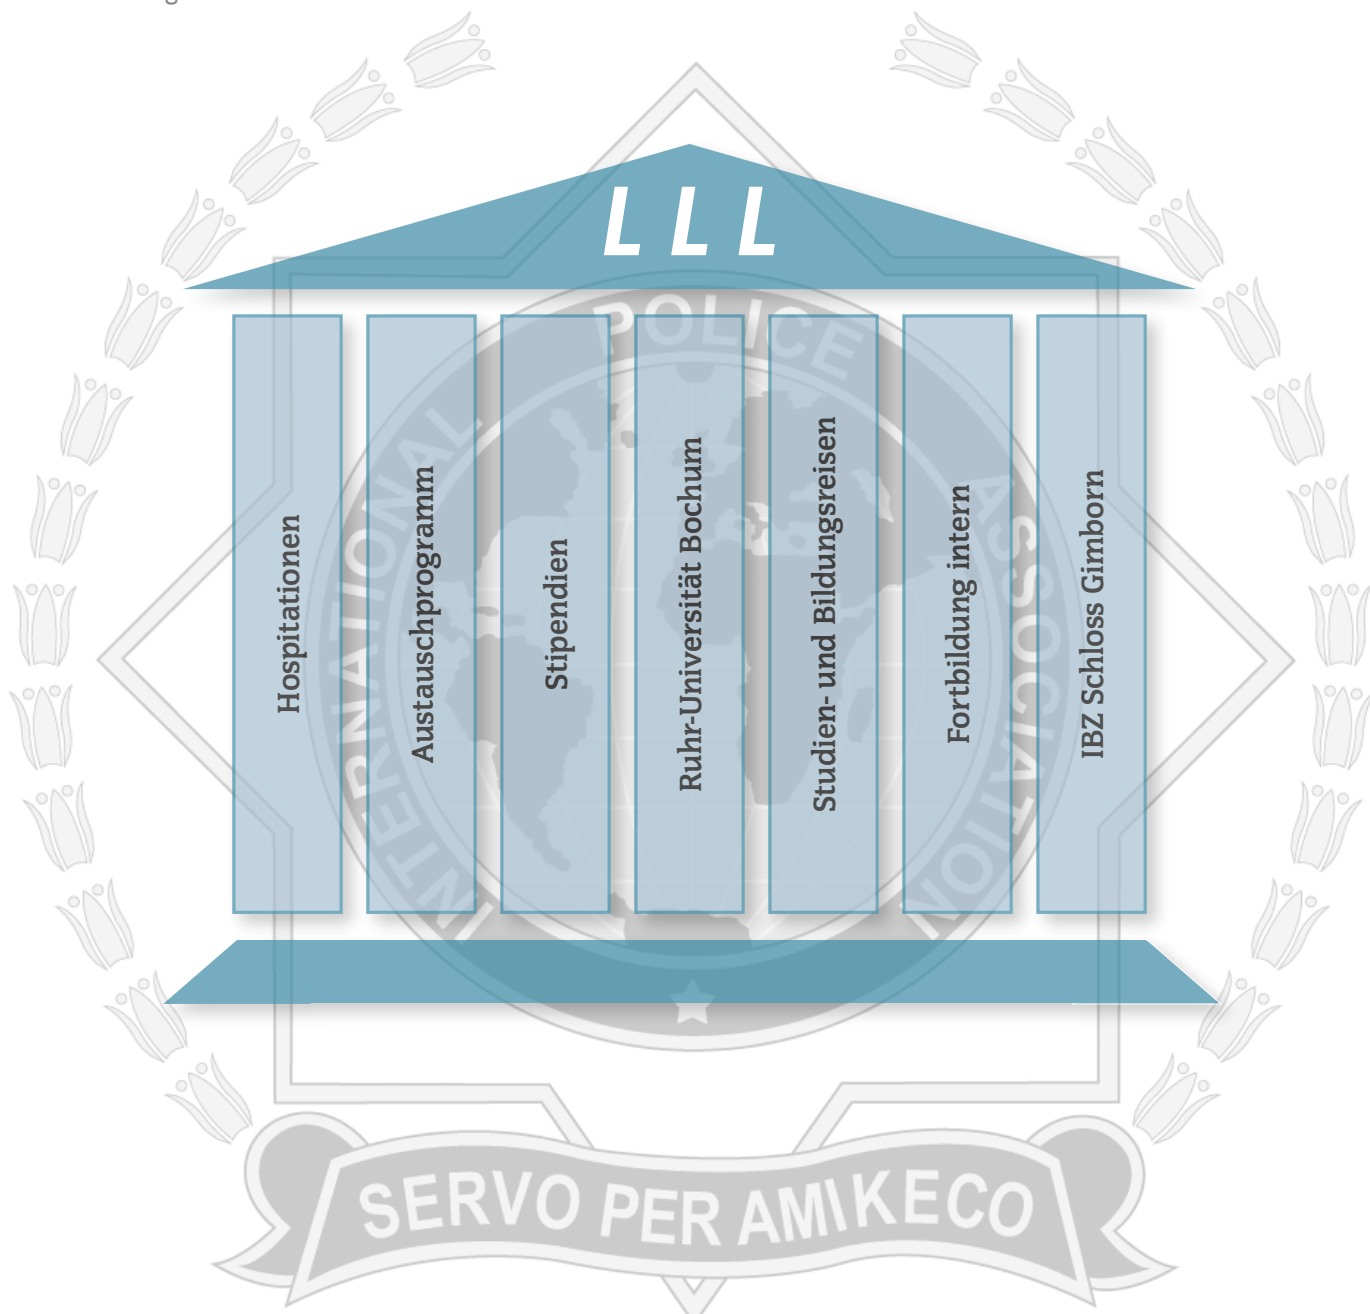 L L L
INTERNATIONAL POLICE ASSOCIATION
Hospitationen
Austauschprogramm
Stipendien
Ruhr-Universität Bochum
Studien- und Bildungsreisen
Fortbildung intern
IBZ Schloss Gimborn
SERVO PER AMIKECO